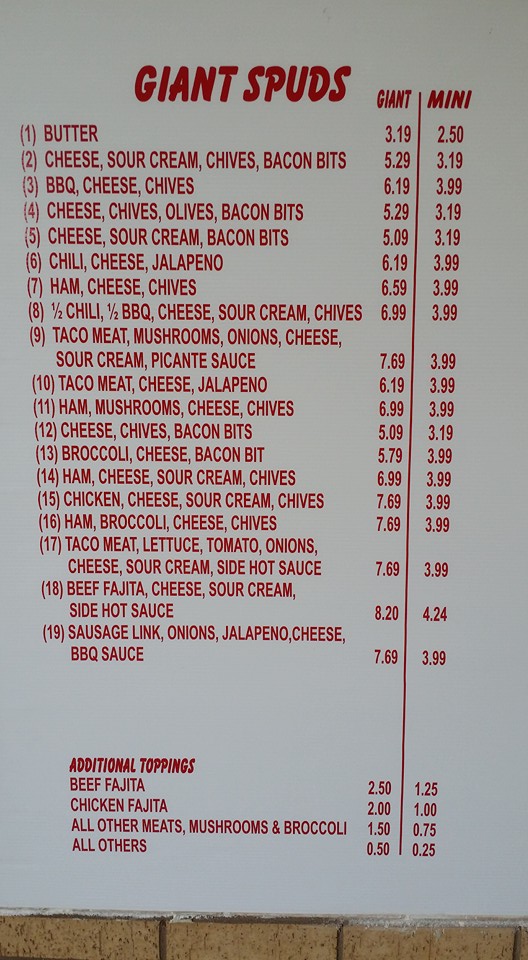 GIANT SPUDS
GIANT MINI
(1) BUTTER 3.19 2.50
(2) CHEESE, SOUR CREAM, CHIVES, BACON BITS 5.29 3.19
(3) BBQ, CHEESE, CHIVES 6.19 3.99
(4) CHEESE, CHIVES, OLIVES, BACON BITS 5.29 3.19
(5) CHEESE, SOUR CREAM, BACON BITS 5.09 3.19
(6) CHILI, CHEESE, JALAPENO 6.19 3.99
(7) HAM, CHEESE, CHIVES 6.59 3.99
(8) ½ CHILI, ½ BBQ, CHEESE, SOUR CREAM, CHIVES 6.99 3.99
(9) TACO MEAT, MUSHROOMS, ONIONS, CHEESE,
SOUR CREAM, PICANTE SAUCE 7.69 3.99
(10) TACO MEAT, CHEESE, JALAPENO 6.19 3.99
(11) HAM, MUSHROOMS, CHEESE, CHIVES 6.99 3.99
(12) CHEESE, CHIVES, BACON BITS 5.09 3.19
(13) BROCCOLI, CHEESE, BACON BIT 5.79 3.99
(14) HAM, CHEESE, SOUR CREAM, CHIVES 6.99 3.99
(15) CHICKEN, CHEESE, SOUR CREAM, CHIVES 7.69 3.99
(16) HAM, BROCCOLI, CHEESE, CHIVES 7.69 3.99
(17) TACO MEAT, LETTUCE, TOMATO, ONIONS,
CHEESE, SOUR CREAM, SIDE HOT SAUCE 7.69 3.99
(18) BEEF FAJITA, CHEESE, SOUR CREAM,
SIDE HOT SAUCE 8.20 4.24
(19) SAUSAGE LINK, ONIONS, JALAPENO,CHEESE,
BBQ SAUCE 7.69 3.99
ADDITIONAL TOPPINGS
BEEF FAJITA 2.50 1.25
CHICKEN FAJITA 2.00 1.00
ALL OTHER MEATS, MUSHROOMS & BROCCOLI 1.50 0.75
ALL OTHERS 0.50 0.25